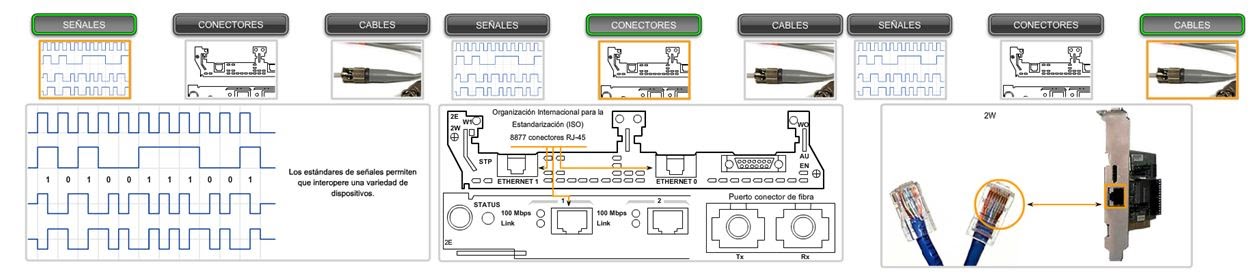 SEÑALES
CONECTORES
CABLES
1 0 1 0 1 1 1 1 0 0 1
Los estándares de señales permiten
que interopere una variedad de
dispositivos.
SEÑALES
CONECTORES
CABLES
2E
2W
W1
Organización Internacional para la
Estandarización (ISO)
8877 conectores RJ-45
WO
STP
AU
EN
ETHERNET 1
ETHERNET 0
STATUS
1
100 Mbps
Link
2
100 Mbps
Link
2E
Puerto conector de fibra
Tx
Rx
SEÑALES
CONECTORES
CABLES
2W